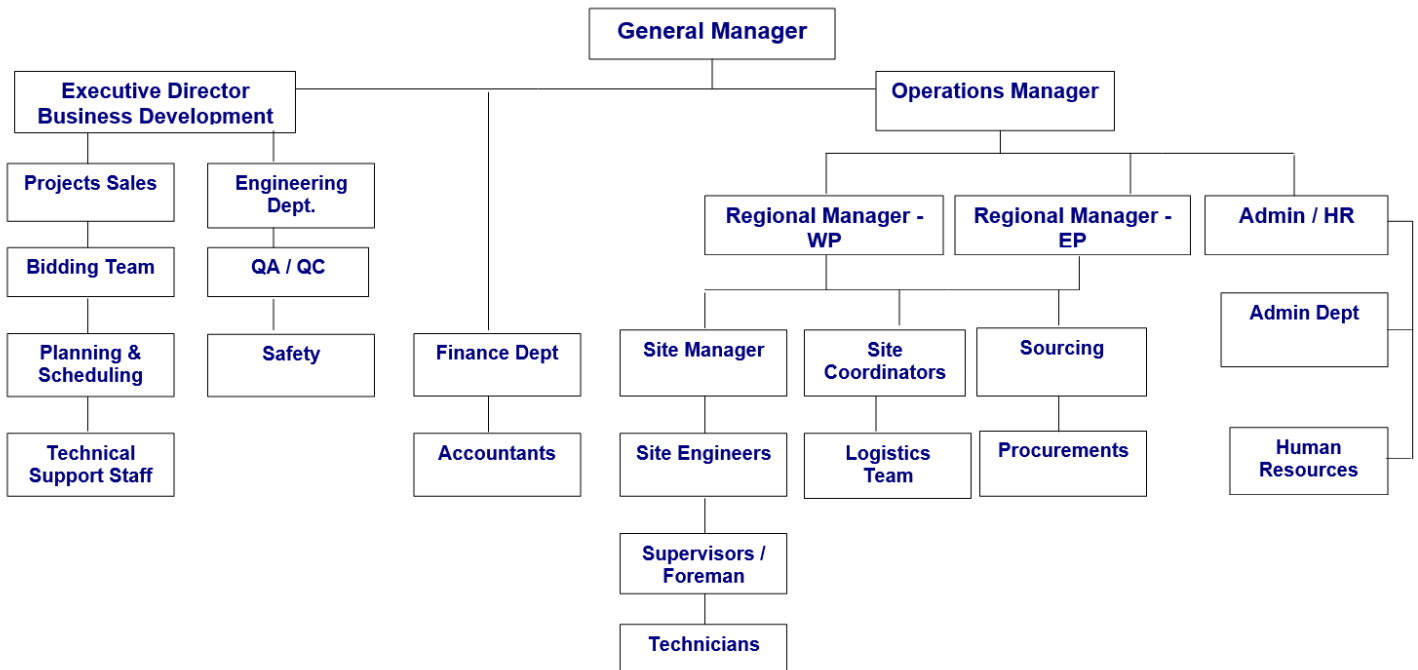 General Manager
Executive Director
Business Development
Operations Manager
Projects Sales
Engineering
Dept.
Regional Manager -
WP
Regional Manager -
EP
Admin / HR
Bidding Team
QA / QC
Admin Dept
Planning &
Scheduling
Safety
Finance Dept
Site Manager
Site
Coordinators
Sourcing
Technical
Support Staff
Accountants
Site Engineers
Logistics
Team
Procurements
Human
Resources
Supervisors /
Foreman
Technicians